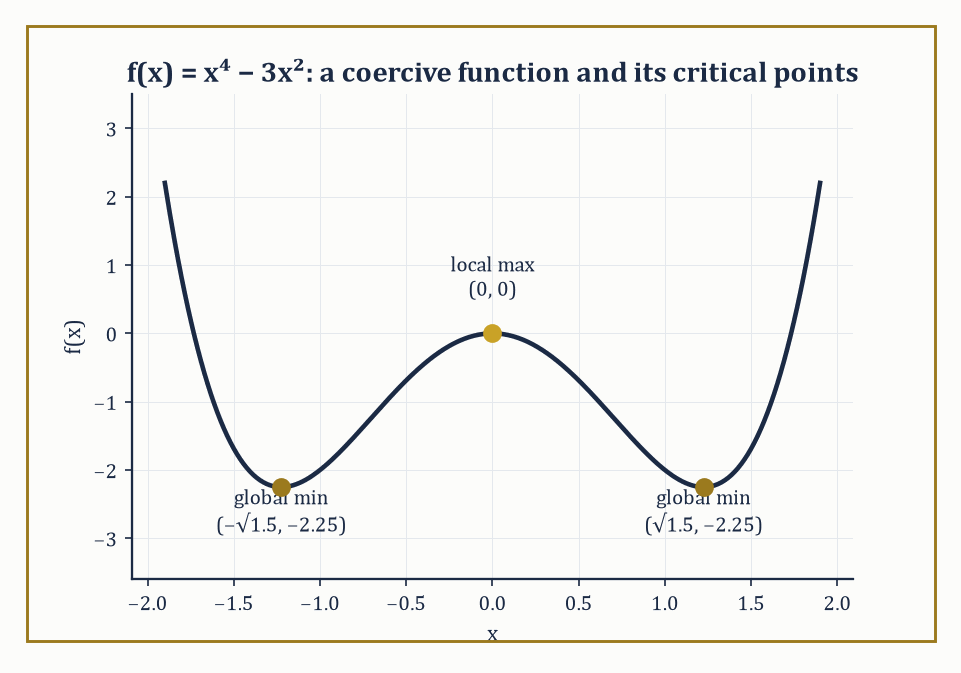 f(x) = x⁴ − 3x²: a coercive function and its critical points
3
2
1
0
−1
−2
−3
f(x)
local max
(0, 0)
global min
(−√1.5, −2.25)
global min
(√1.5, −2.25)
−2.0 −1.5 −1.0 −0.5 0.0 0.5 1.0 1.5 2.0
x